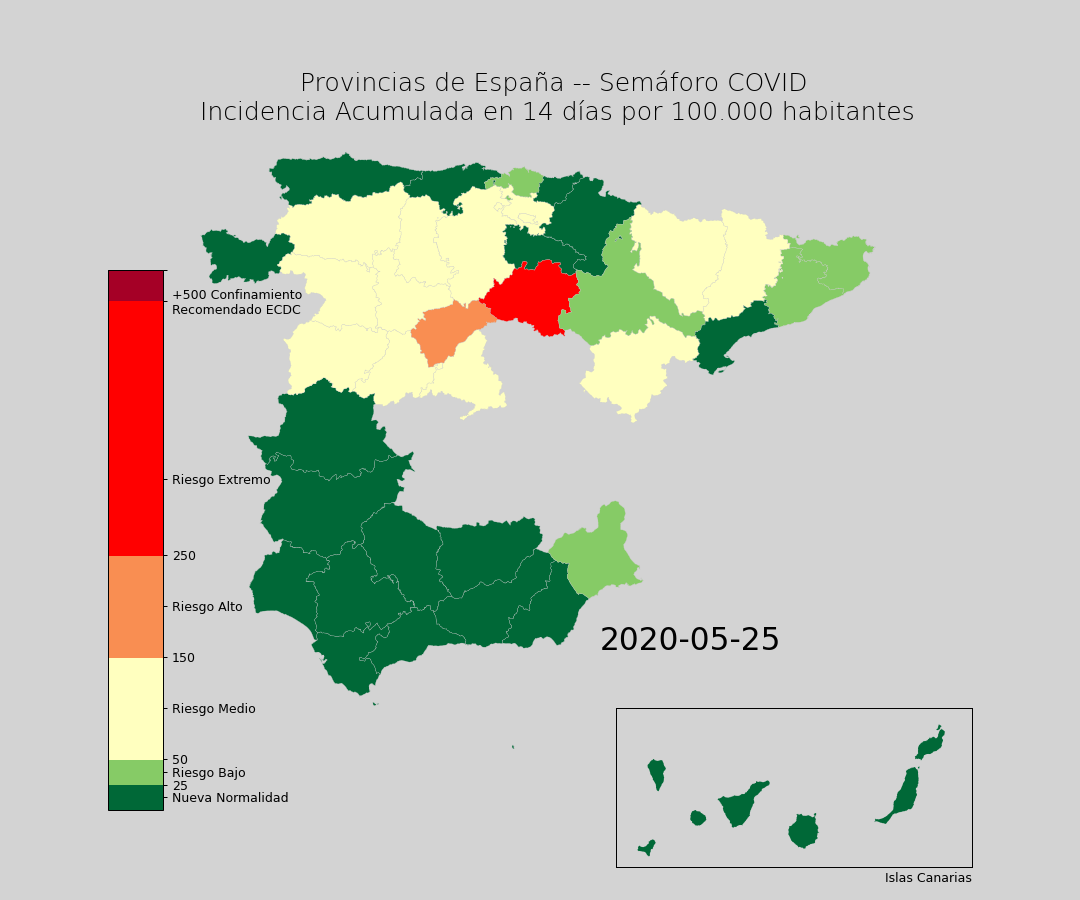 Provincias de España -- Semáforo COVID
Incidencia Acumulada en 14 días por 100.000 habitantes
+500 Confinamiento
Recomendado ECDC
Riesgo Extremo
250
Riesgo Alto
150
Riesgo Medio
50
Riesgo Bajo
25
Nueva Normalidad
2020-05-25
Islas Canarias